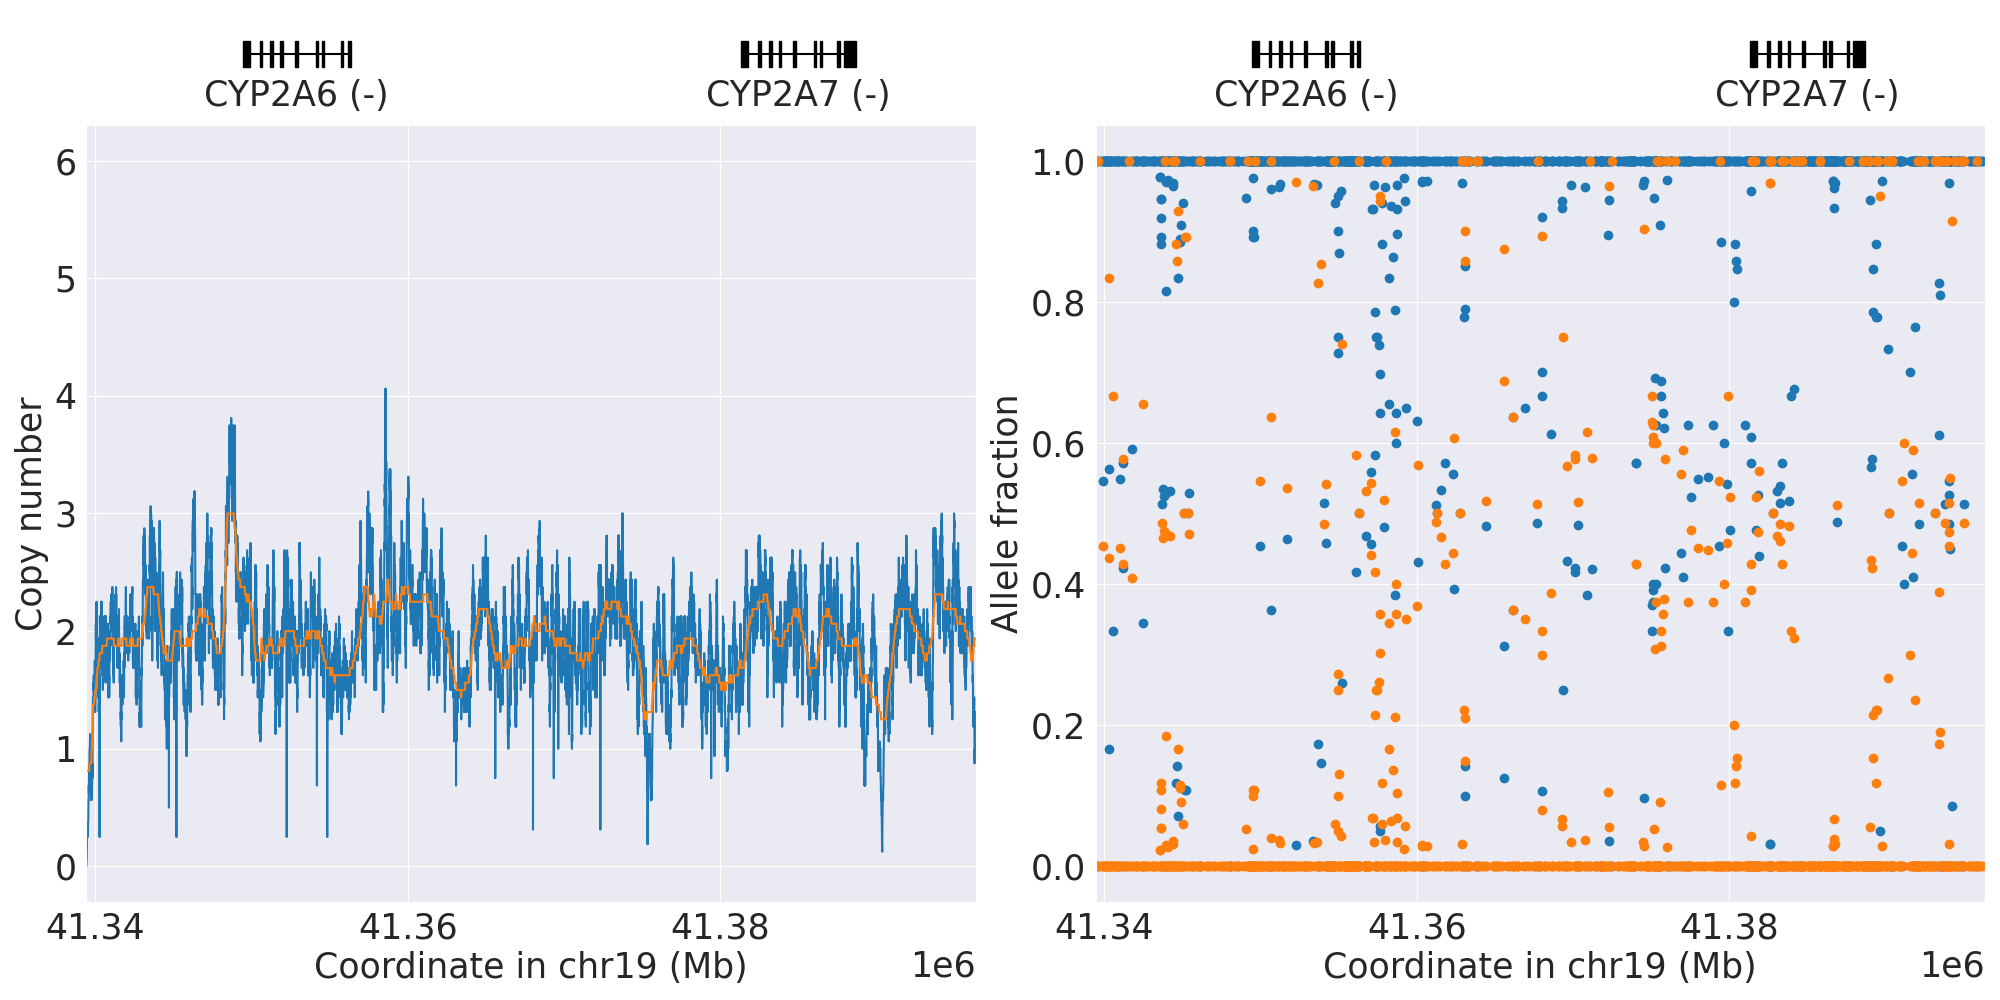 CYP2A6 (-)
CYP2A7 (-)
Copy number
6
5
4
3
2
1
0
41.34
41.36
41.38
Coordinate in chr19 (Mb)
1e6
CYP2A6 (-)
CYP2A7 (-)
Allele fraction
1.0
0.8
0.6
0.4
0.2
0.0
41.34
41.36
41.38
Coordinate in chr19 (Mb)
1e6